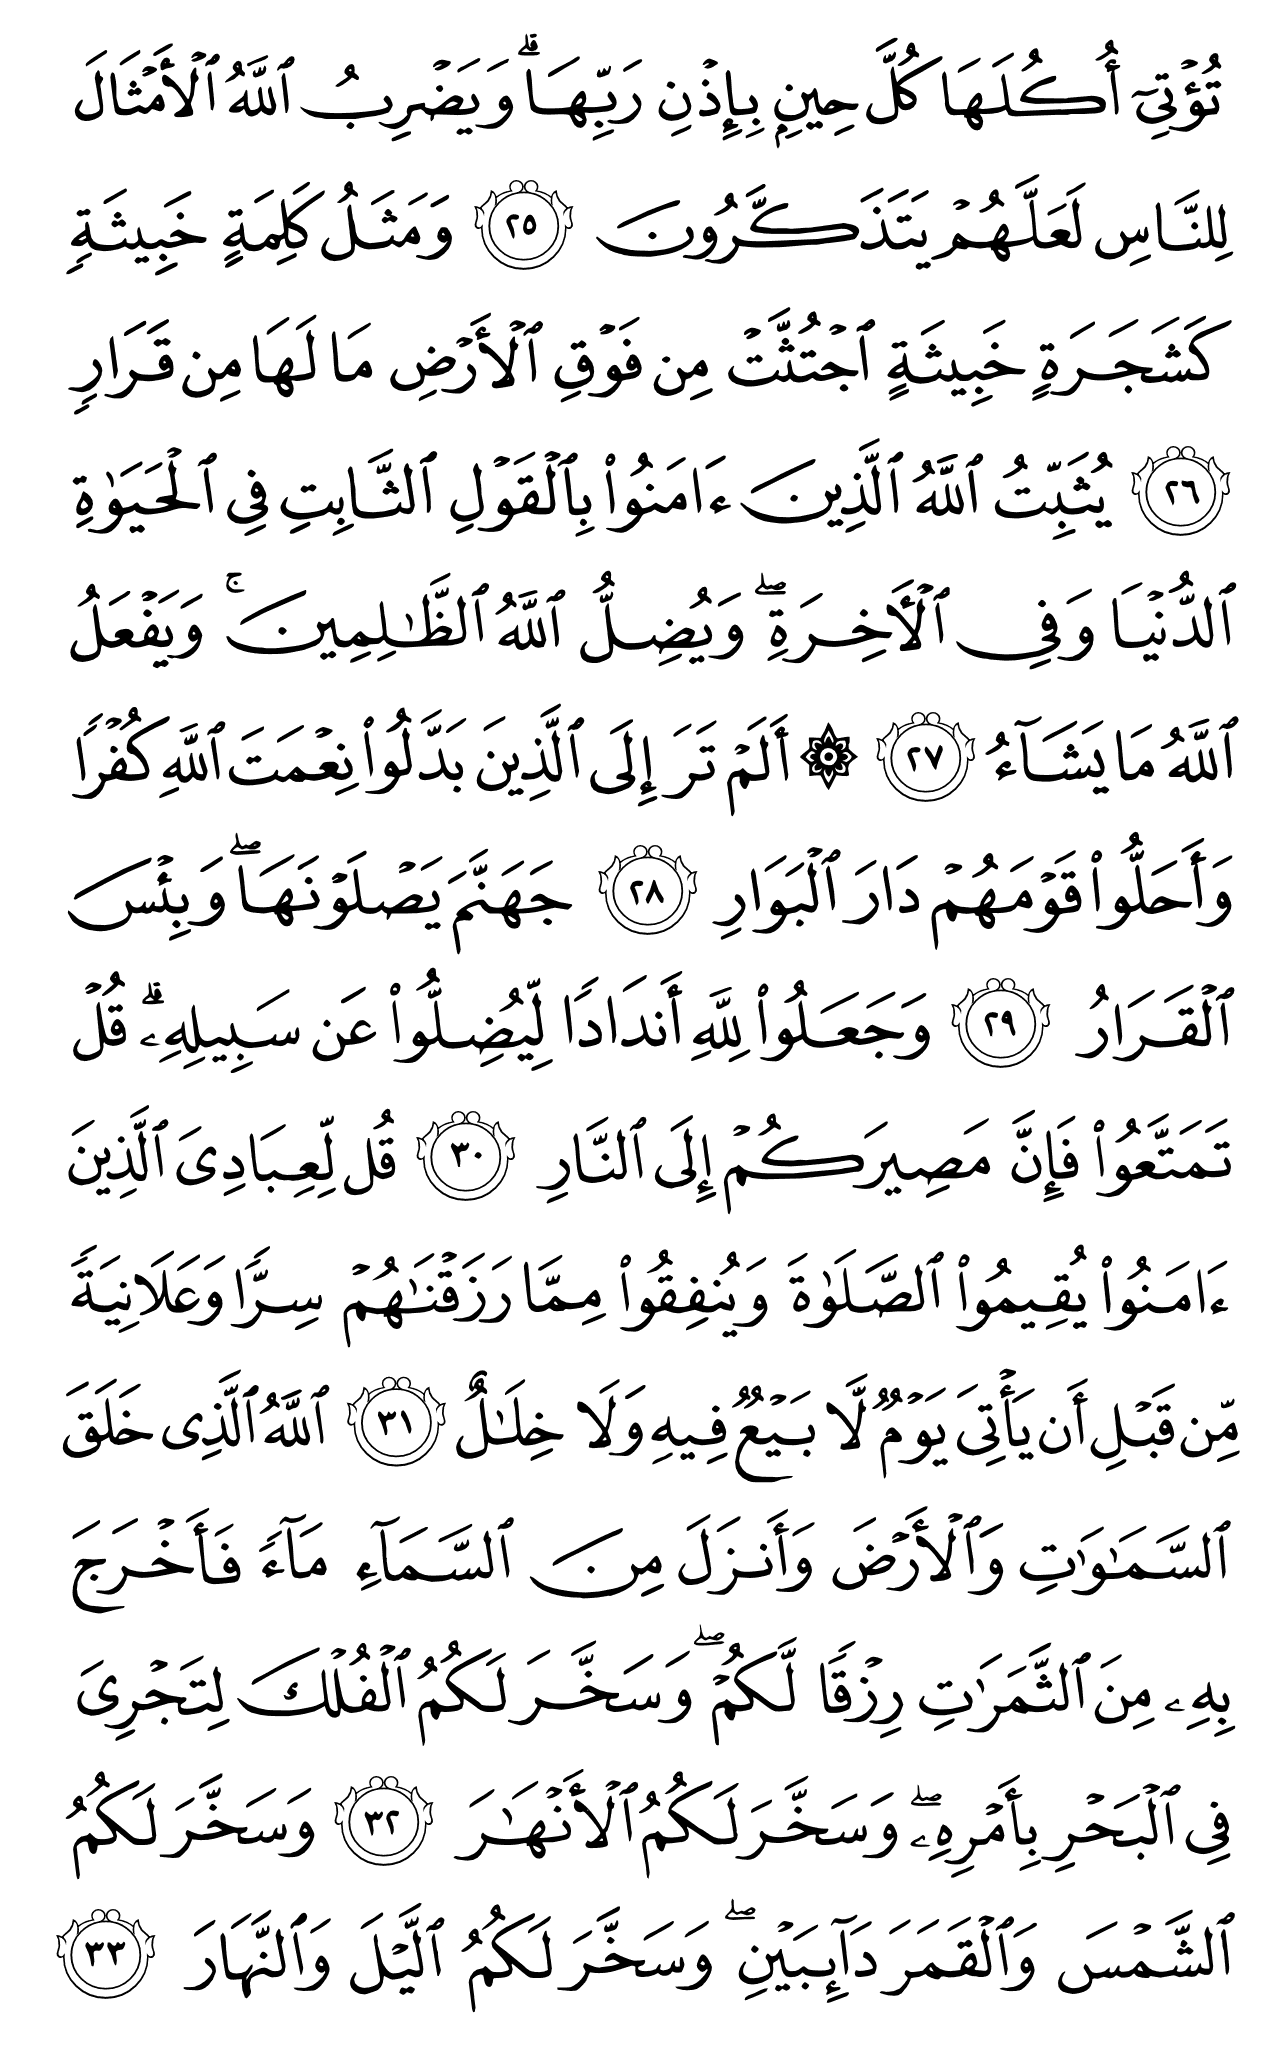 تُؤۡتِيٓ أُكُلَهَا كُلَّ حِينِۭ بِإِذۡنِ رَبِّهَاۗ وَيَضۡرِبُ ٱللَّهُ ٱلۡأَمۡثَالَ
لِلنَّاسِ لَعَلَّهُمۡ يَتَذَكَّرُونَ ٢٥ وَمَثَلُ كَلِمَةٍ خَبِيثَةٖ
كَشَجَرَةٍ خَبِيثَةٍ ٱجۡتُثَّتۡ مِن فَوۡقِ ٱلۡأَرۡضِ مَا لَهَا مِن قَرَارٖ
٢٦ يُثَبِّتُ ٱللَّهُ ٱلَّذِينَ ءَامَنُواْ بِٱلۡقَوۡلِ ٱلثَّابِتِ فِي ٱلۡحَيَوٰةِ
ٱلدُّنۡيَا وَفِي ٱلۡأٓخِرَةِۖ وَيُضِلُّ ٱللَّهُ ٱلظَّٰلِمِينَۚ وَيَفۡعَلُ
ٱللَّهُ مَا يَشَآءُ ٢٧ ۞ أَلَمۡ تَرَ إِلَى ٱلَّذِينَ بَدَّلُواْ نِعۡمَتَ ٱللَّهِ كُفۡرٗا
وَأَحَلُّواْ قَوۡمَهُمۡ دَارَ ٱلۡبَوَارِ ٢٨ جَهَنَّمَ يَصۡلَوۡنَهَاۖ وَبِئۡسَ
ٱلۡقَرَارُ ٢٩ وَجَعَلُواْ لِلَّهِ أَندَادٗا لِّيُضِلُّواْ عَن سَبِيلِهِۦۗ قُلۡ
تَمَتَّعُواْ فَإِنَّ مَصِيرَكُمۡ إِلَى ٱلنَّارِ ٣٠ قُل لِّعِبَادِيَ ٱلَّذِينَ
ءَامَنُواْ يُقِيمُواْ ٱلصَّلَوٰةَ وَيُنفِقُواْ مِمَّا رَزَقۡنَٰهُمۡ سِرّٗا وَعَلَانِيَةٗ
مِّن قَبۡلِ أَن يَأۡتِيَ يَوۡمٞ لَّا بَيۡعٞ فِيهِ وَلَا خِلَٰلٌ ٣١ ٱللَّهُ ٱلَّذِي خَلَقَ
ٱلسَّمَٰوَٰتِ وَٱلۡأَرۡضَ وَأَنزَلَ مِنَ ٱلسَّمَآءِ مَآءٗ فَأَخۡرَجَ
بِهِۦ مِنَ ٱلثَّمَرَٰتِ رِزۡقٗا لَّكُمۡۖ وَسَخَّرَ لَكُمُ ٱلۡفُلۡكَ لِتَجۡرِيَ
فِي ٱلۡبَحۡرِ بِأَمۡرِهِۦۖ وَسَخَّرَ لَكُمُ ٱلۡأَنۡهَٰرَ ٣٢ وَسَخَّرَ لَكُمُ
ٱلشَّمۡسَ وَٱلۡقَمَرَ دَآئِبَيۡنِۖ وَسَخَّرَ لَكُمُ ٱلَّيۡلَ وَٱلنَّهَارَ ٣٣